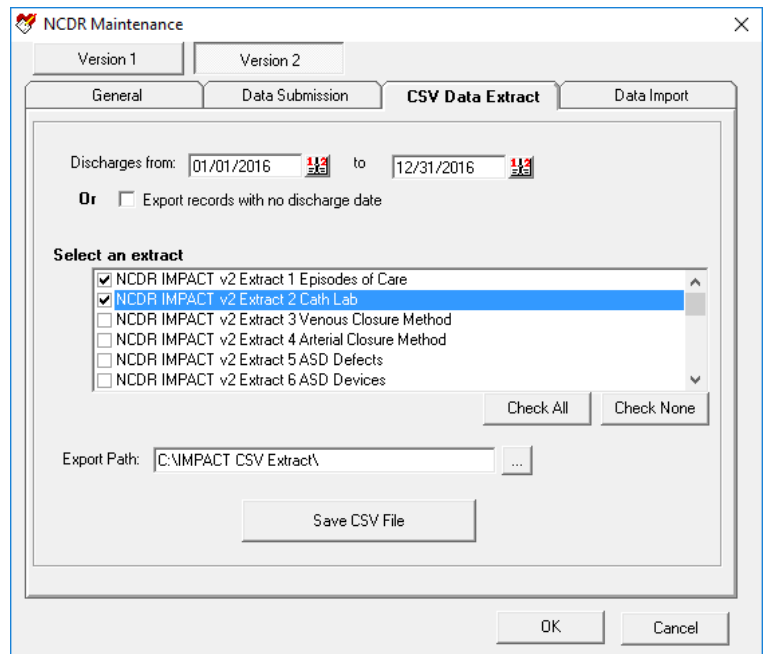 NCDR Maintenance
Version 1 Version 2
General Data Submission CSV Data Extract Data Import
Discharges from: 01/01/2016 to 12/31/2016
Or Export records with no discharge date
Select an extract
NCDR IMPACT v2 Extract 1 Episodes of Care
NCDR IMPACT v2 Extract 2 Cath Lab
NCDR IMPACT v2 Extract 3 Venous Closure Method
NCDR IMPACT v2 Extract 4 Arterial Closure Method
NCDR IMPACT v2 Extract 5 ASD Defects
NCDR IMPACT v2 Extract 6 ASD Devices
Check All Check None
Export Path: C:\IMPACT CSV Extract\ ...
Save CSV File
OK Cancel